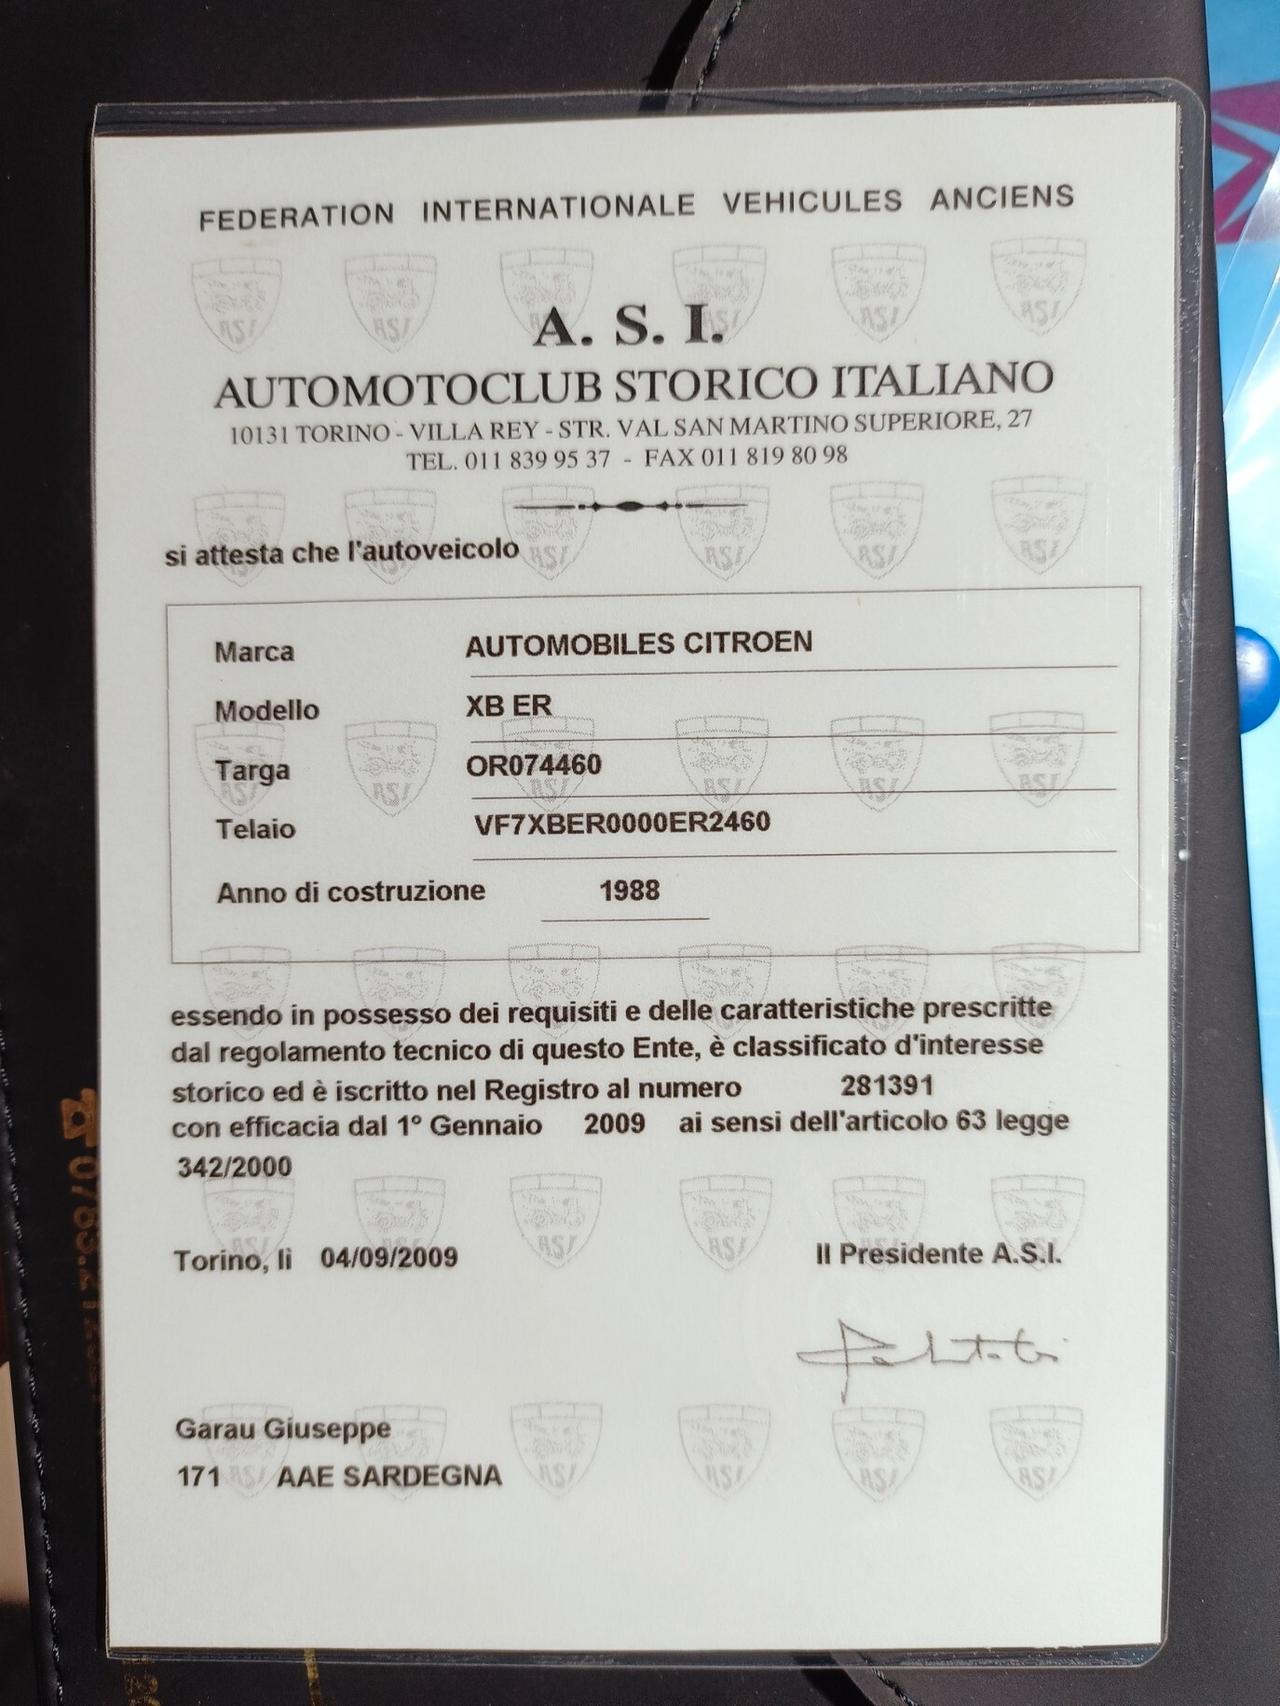 FEDERATION INTERNATIONALE VEHICULES ANCIENS
A. S. I.
AUTOMOTOCLUB STORICO ITALIANO
10131 TORINO - VILLA REY - STR. VAL SAN MARTINO SUPERIORE, 27
TEL. 011 839 95 37 - FAX 011 819 80 98
si attesta che l'autoveicolo
Marca AUTOMOBILES CITROEN
Modello XB ER
Targa OR074460
Telaio VF7XBER0000ER2460
Anno di costruzione 1988
essendo in possesso dei requisiti e delle caratteristiche prescritte
dal regolamento tecnico di questo Ente, è classificato d'interesse
storico ed è iscritto nel Registro al numero 281391
con efficacia dal 1° Gennaio 2009 ai sensi dell'articolo 63 legge
342/2000
Torino, lì 04/09/2009 Il Presidente A.S.I.
Garau Giuseppe
171 AAE SARDEGNA